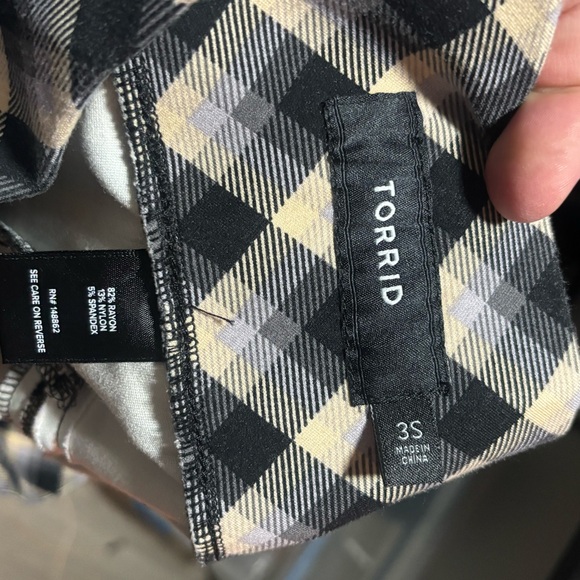 TORRID
3S
MADE IN
CHINA
82% RAYON
13% NYLON
5% SPANDEX
RN# 148862
SEE CARE ON REVERSE